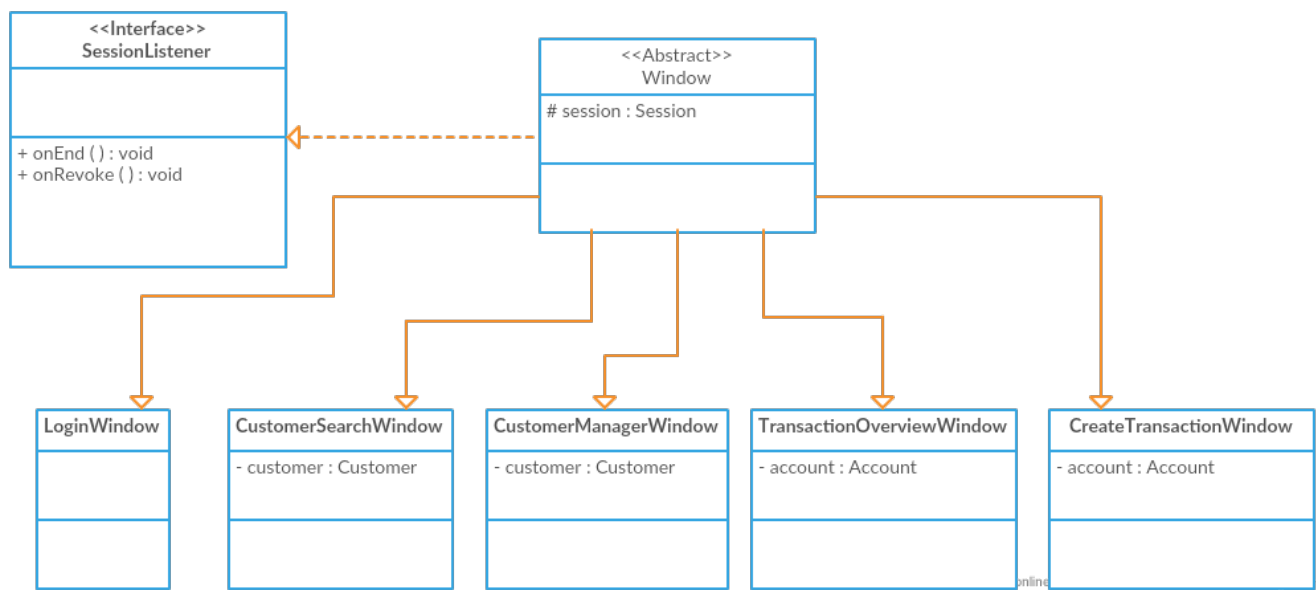 <<Interface>>
SessionListener
+ onEnd ( ) : void
+ onRevoke ( ) : void
<<Abstract>>
Window
# session : Session
LoginWindow
CustomerSearchWindow
- customer : Customer
CustomerManagerWindow
- customer : Customer
TransactionOverviewWindow
- account : Account
CreateTransactionWindow
- account : Account
online